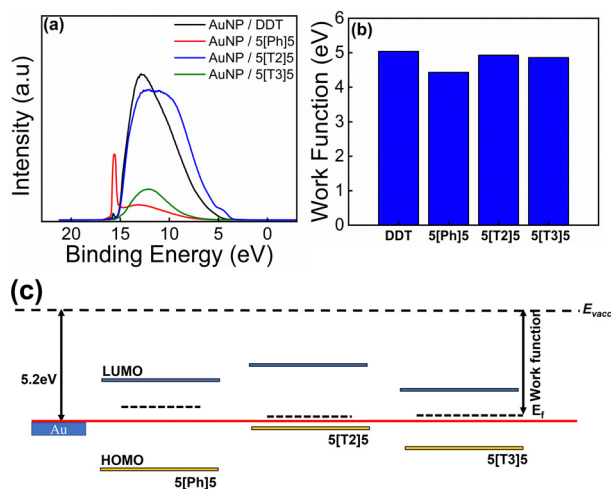 (a)
AuNP / DDT
AuNP / 5[Ph]5
AuNP / 5[T2]5
AuNP / 5[T3]5
Intensity (a.u)
20 15 10 5 0
Binding Energy (eV)
(b)
Work Function (eV)
6
5
4
3
2
1
0
DDT 5[Ph]5 5[T2]5 5[T3]5
(c)
E_vacc
5.2eV
LUMO
Work function
E_f
Au
HOMO
5[Ph]5
5[T2]5
5[T3]5